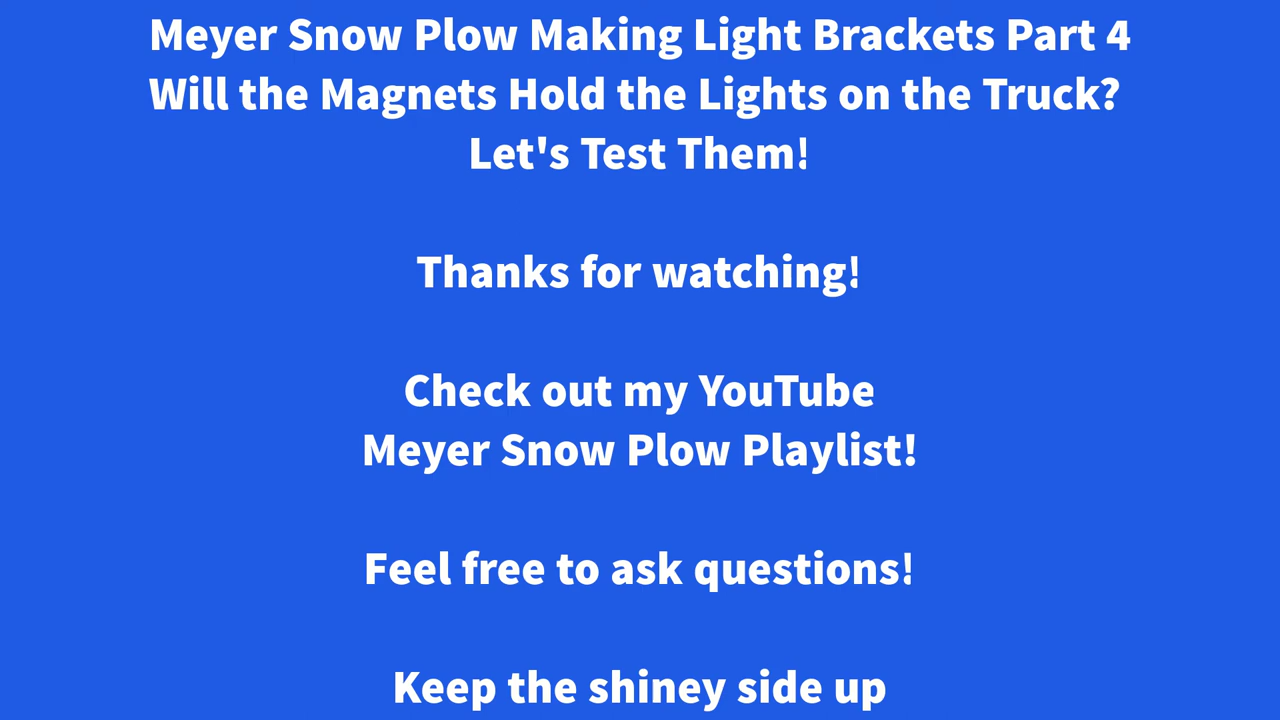 Meyer Snow Plow Making Light Brackets Part 4
Will the Magnets Hold the Lights on the Truck?
Let's Test Them!
Thanks for watching!
Check out my YouTube
Meyer Snow Plow Playlist!
Feel free to ask questions!
Keep the shiney side up